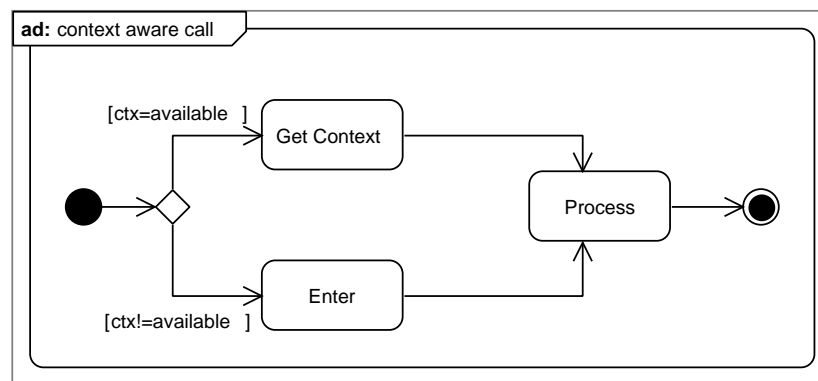 ad: context aware call
[ctx=available ]
Get Context
Process
Enter
[ctx!=available ]